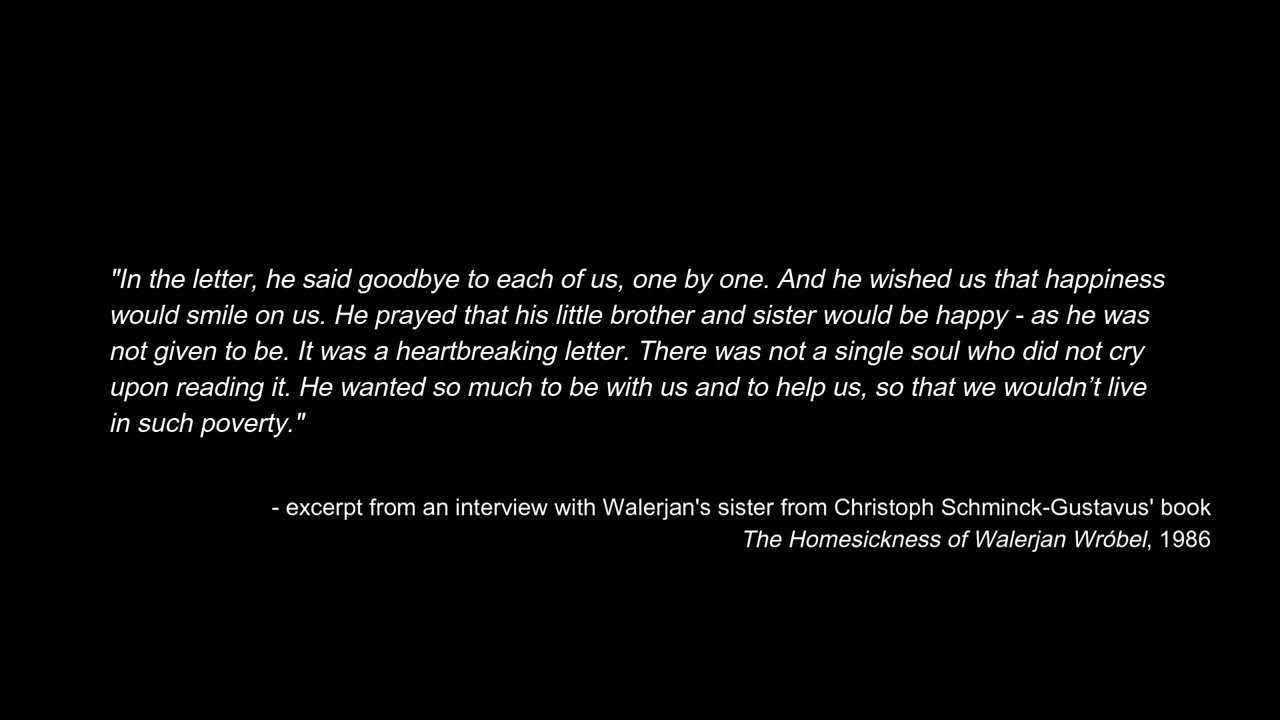 "In the letter, he said goodbye to each of us, one by one. And he wished us that happiness
would smile on us. He prayed that his little brother and sister would be happy - as he was
not given to be. It was a heartbreaking letter. There was not a single soul who did not cry
upon reading it. He wanted so much to be with us and to help us, so that we wouldn’t live
in such poverty."
- excerpt from an interview with Walerjan's sister from Christoph Schminck-Gustavus' book
The Homesickness of Walerjan Wróbel, 1986